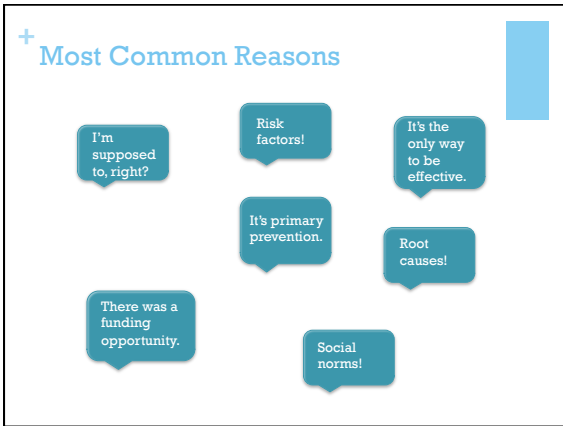 +
Most Common Reasons
I'm
supposed
to, right?
Risk
factors!
It's the
only way
to be
effective.
It's primary
prevention.
Root
causes!
There was a
funding
opportunity.
Social
norms!